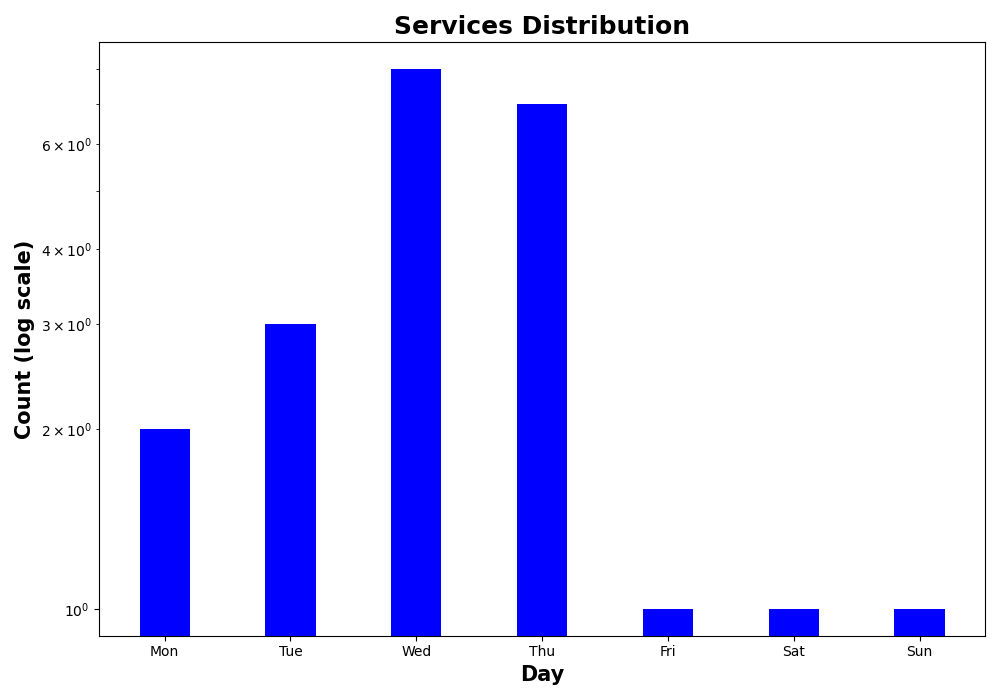 Services Distribution
6 × 10⁰
4 × 10⁰
3 × 10⁰
2 × 10⁰
10⁰
Count (log scale)
Mon Tue Wed Thu Fri Sat Sun
Day